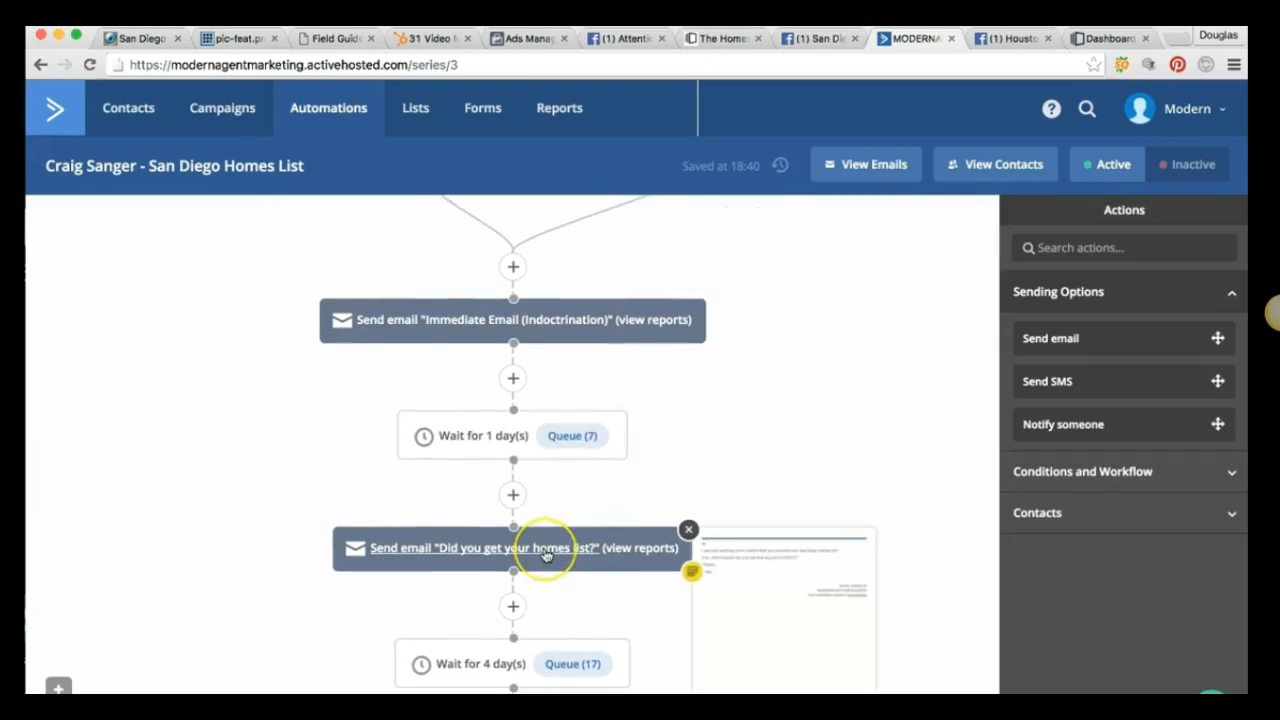 San Diego
pic-feat.pn
Field Guide
31 Video M
Ads Manag
(1) Attenti
The Home
(1) San Di
MODERNA
(1) Housto
Dashboard
Douglas
https://modernagentmarketing.activehosted.com/series/3
Contacts
Campaigns
Automations
Lists
Forms
Reports
Modern
Craig Sanger - San Diego Homes List
Saved at 18:40
View Emails
View Contacts
Active
Inactive
Actions
Search actions...
Sending Options
Send email
Send SMS
Notify someone
Conditions and Workflow
Contacts
Send email "Immediate Email (Indoctrination)" (view reports)
Wait for 1 day(s) Queue (7)
Send email "Did you get your homes list?" (view reports)
Wait for 4 day(s) Queue (17)